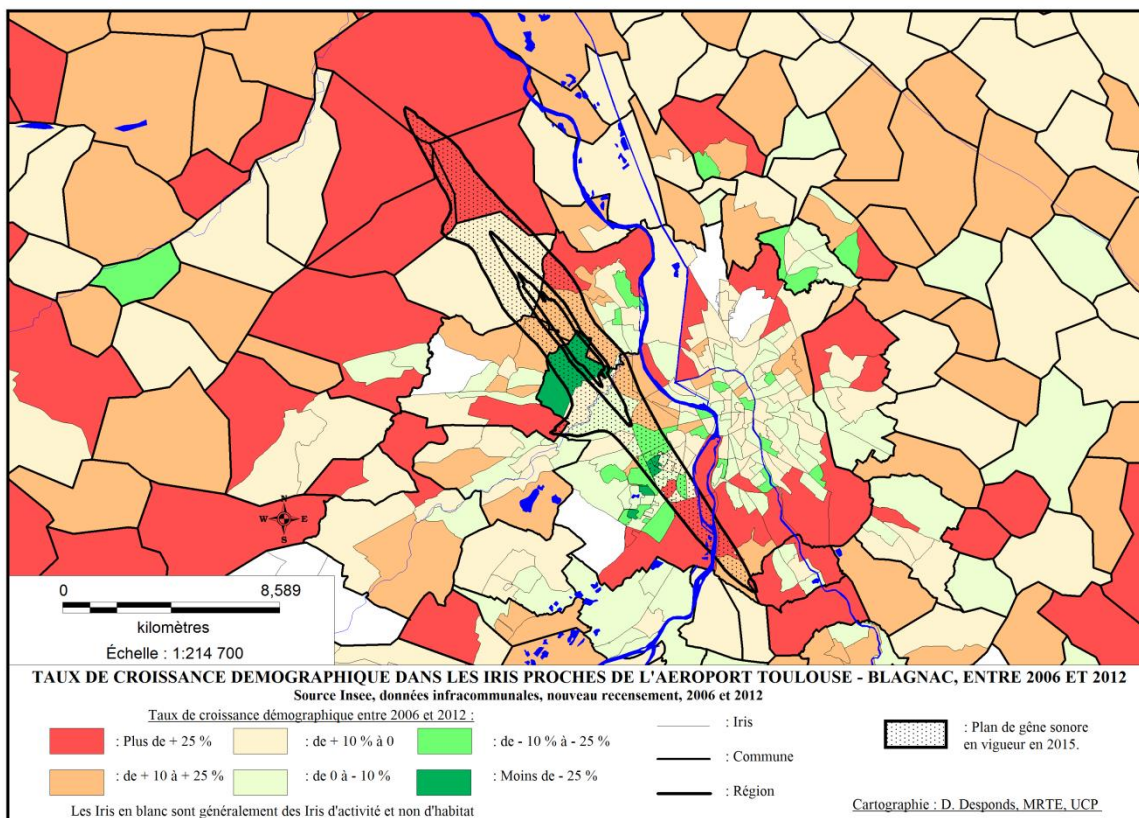 N
W E
S
0 8,589
kilomètres
Échelle : 1:214 700
TAUX DE CROISSANCE DEMOGRAPHIQUE DANS LES IRIS PROCHES DE L'AEROPORT TOULOUSE - BLAGNAC, ENTRE 2006 ET 2012
Source Insee, données infracommunales, nouveau recensement, 2006 et 2012
Taux de croissance démographique entre 2006 et 2012 :
: Plus de + 25 %
: de + 10 % à 0
: de - 10 % à - 25 %
: de + 10 à + 25 %
: de 0 à - 10 %
: Moins de - 25 %
Les Iris en blanc sont généralement des Iris d'activité et non d'habitat
: Iris
: Commune
: Région
: Plan de gêne sonore
en vigueur en 2015.
Cartographie : D. Desponds, MRTE, UCP